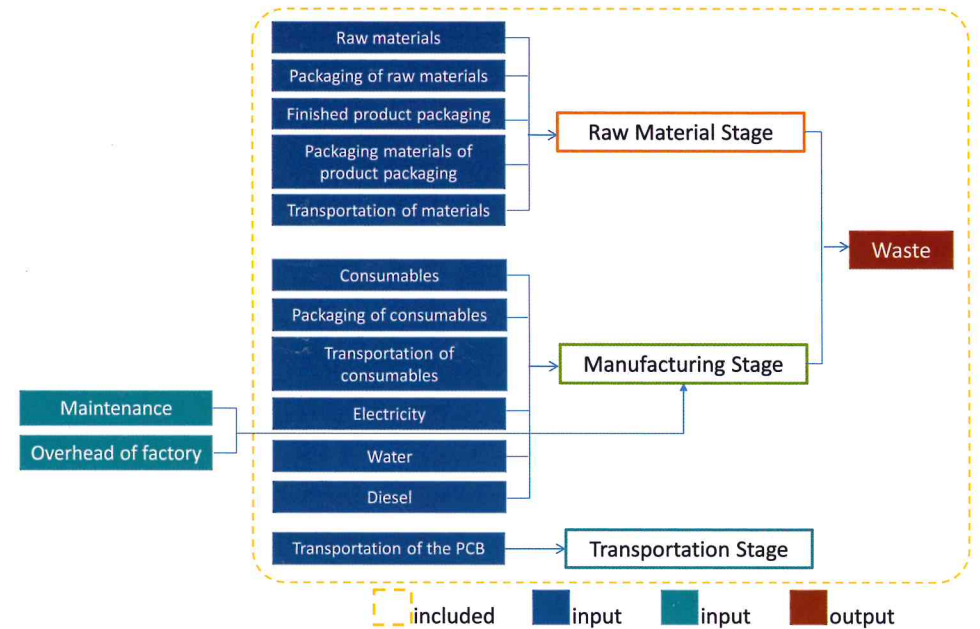 Raw materials
Packaging of raw materials
Finished product packaging
Packaging materials of
product packaging
Transportation of materials
Raw Material Stage
Waste
Consumables
Packaging of consumables
Transportation of
consumables
Electricity
Water
Diesel
Manufacturing Stage
Maintenance
Overhead of factory
Transportation of the PCB
Transportation Stage
included
input
input
output